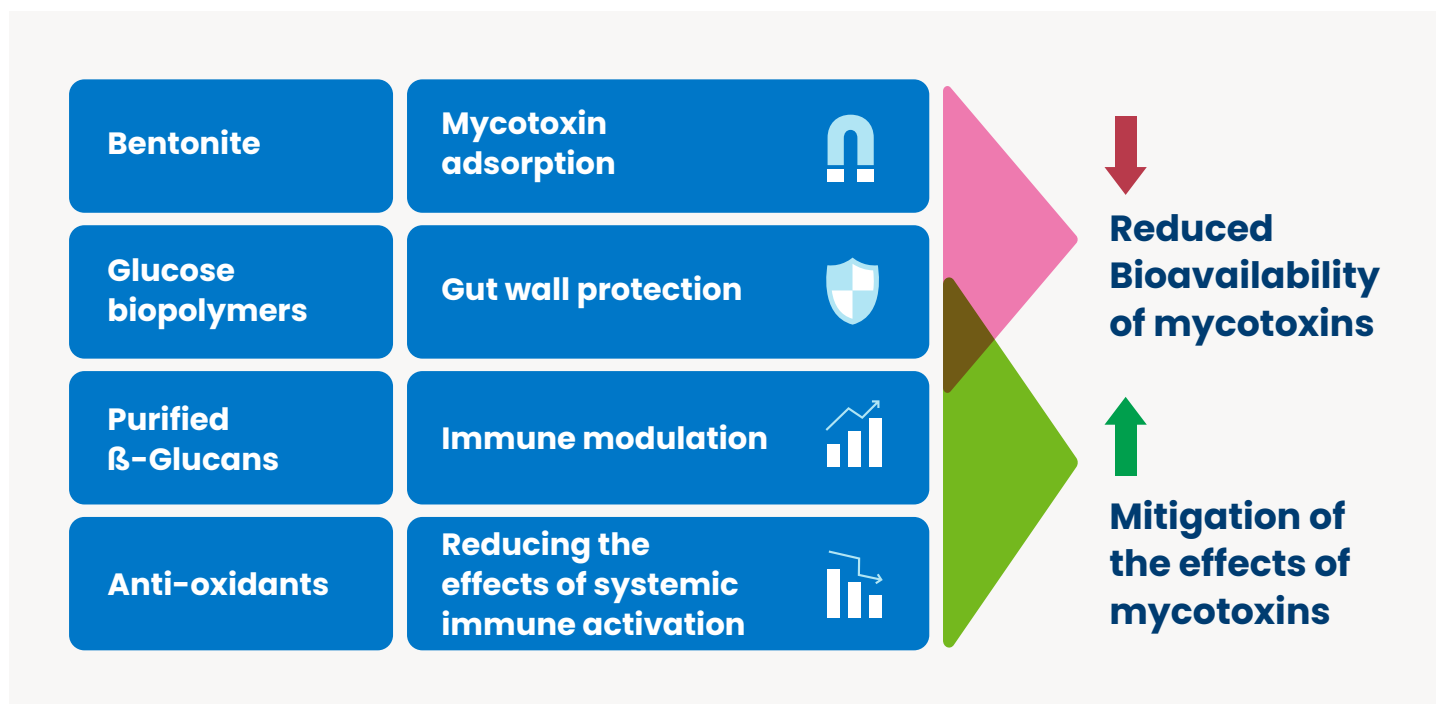 Bentonite
Mycotoxin
adsorption
Glucose
biopolymers
Gut wall protection
Purified
ß-Glucans
Immune modulation
Anti-oxidants
Reducing the
effects of systemic
immune activation
Reduced
Bioavailability
of mycotoxins
Mitigation of
the effects of
mycotoxins